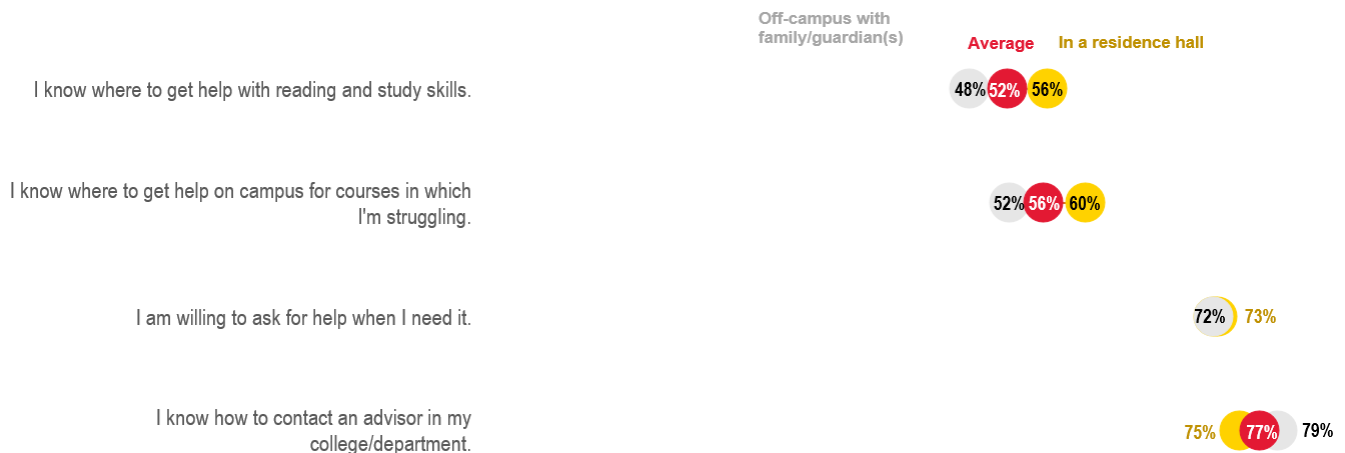 Off-campus with
family/guardian(s)
Average
In a residence hall
I know where to get help with reading and study skills.
48% 52% 56%
I know where to get help on campus for courses in which
I'm struggling.
52% 56% 60%
I am willing to ask for help when I need it.
72% 73%
I know how to contact an advisor in my
college/department.
75% 77% 79%